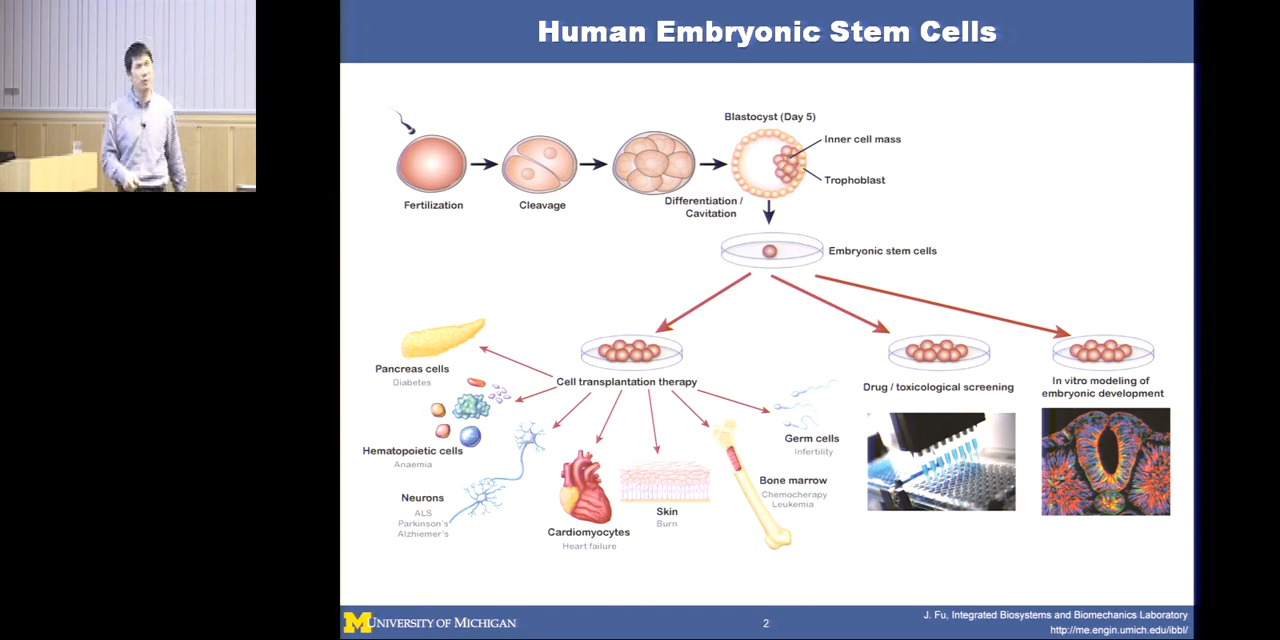 Human Embryonic Stem Cells
Blastocyst (Day 5)
Inner cell mass
Trophoblast
Fertilization
Cleavage
Differentiation /
Cavitation
Embryonic stem cells
Pancreas cells
Diabetes
Cell transplantation therapy
Drug / toxicological screening
In vitro modeling of
embryonic development
Hematopoietic cells
Anaemia
Germ cells
Infertility
Neurons
ALS
Parkinson's
Alzhiemer's
Cardiomyocytes
Heart failure
Skin
Burn
Bone marrow
Chemotherapy
Leukemia
M UNIVERSITY OF MICHIGAN
2
J. Fu, Integrated Biosystems and Biomechanics Laboratory
http://me.engin.umich.edu/ibbl/